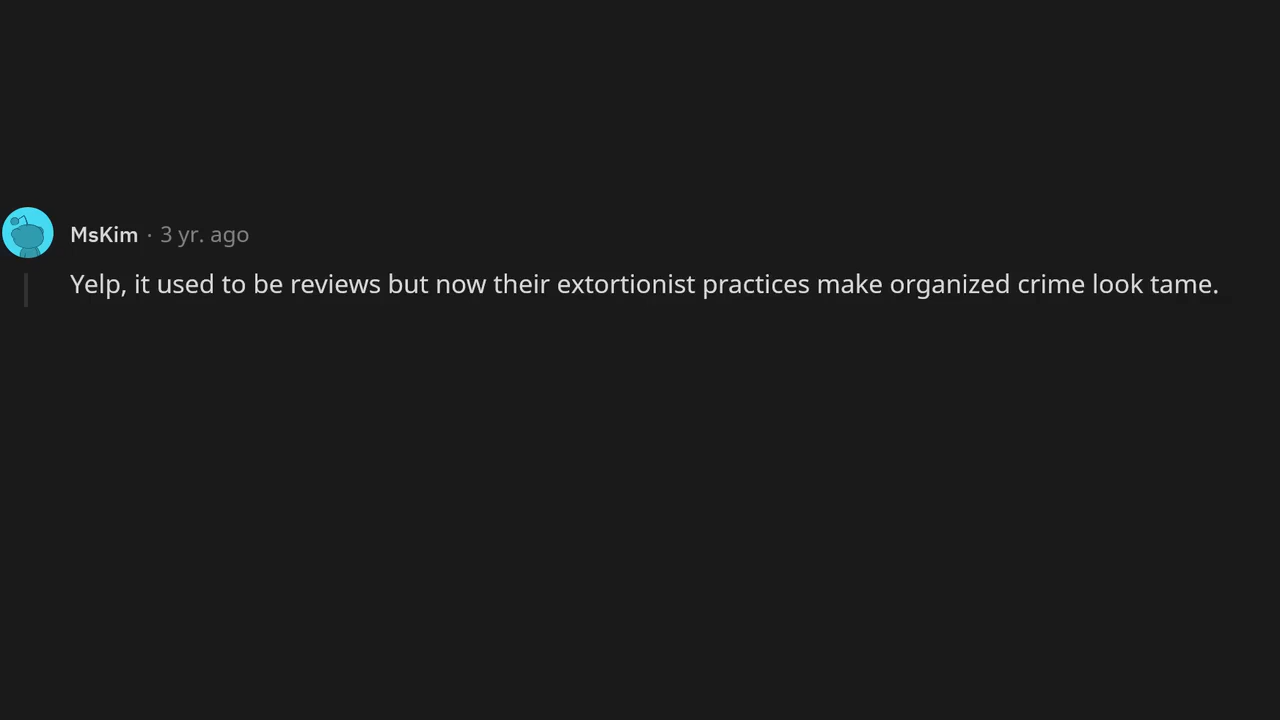 MsKim · 3 yr. ago
Yelp, it used to be reviews but now their extortionist practices make organized crime look tame.